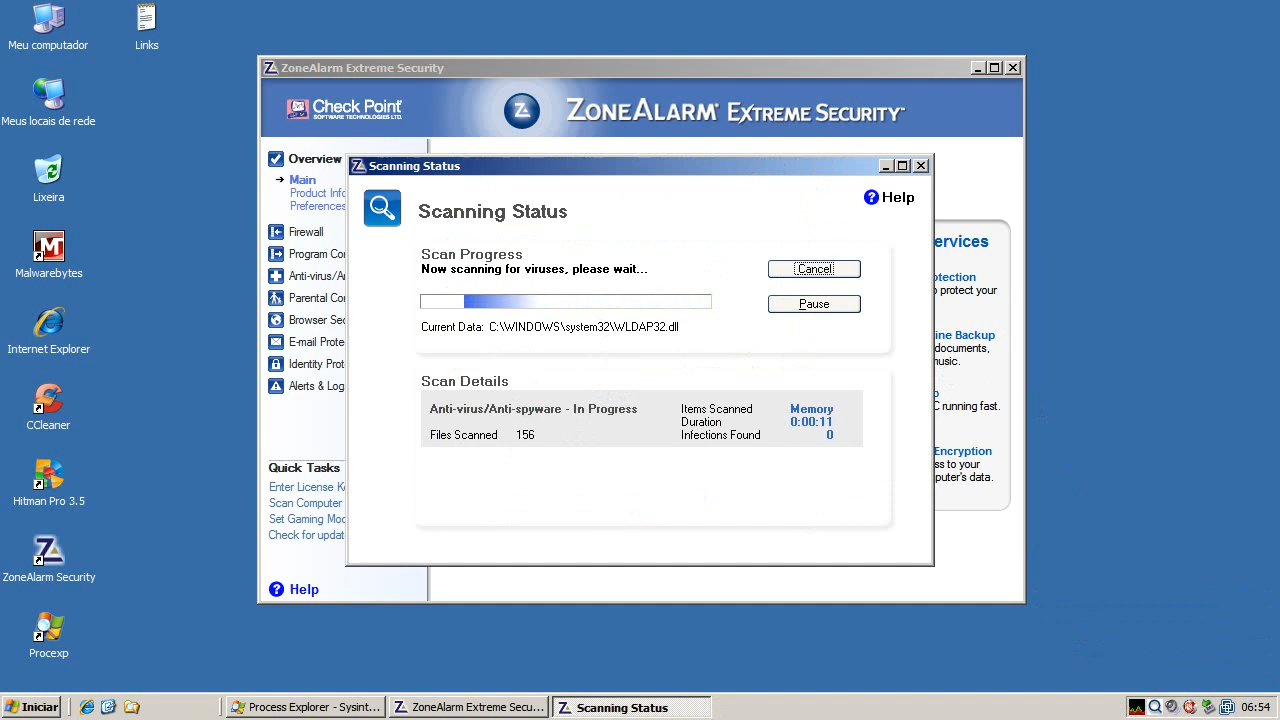 Meu computador
Links
Meus locais de rede
Lixeira
Malwarebytes
Internet Explorer
CCleaner
Hitman Pro 3.5
ZoneAlarm Security
Procexp
ZoneAlarm Extreme Security
Check Point
SOFTWARE TECHNOLOGIES LTD.
ZONEALARM® EXTREME SECURITY™
Overview
Main
Product Info
Preferences
Firewall
Program Co
Anti-virus/A
Parental Co
Browser Sec
E-mail Prote
Identity Prot
Alerts & Log
Quick Tasks
Enter License K
Scan Computer
Set Gaming Mod
Check for updat
Help
Scanning Status
Help
Scanning Status
Scan Progress
Now scanning for viruses, please wait...
Cancel
Pause
Current Data: C:\WINDOWS\system32\WLDAP32.dll
Scan Details
Anti-virus/Anti-spyware - In Progress
Items Scanned Memory
Duration 0:00:11
Files Scanned 156
Infections Found 0
ervices
otection
o protect your
ine Backup
documents,
usic.
C running fast.
Encryption
ss to your
puter's data.
Iniciar
Process Explorer - Sysint...
ZoneAlarm Extreme Secu...
Scanning Status
06:54